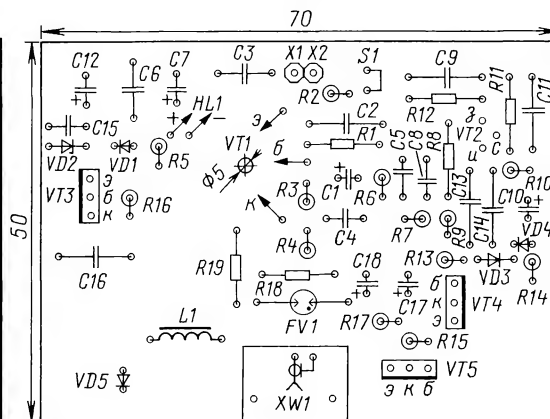 70
C12 C7 C3 X1 X2 S1 C9 R11
C6 HL1 R2 R12 з C11
+ + + − э C2 VT2
C15 VT1 б R1 C5 C8 R8 с
VD2 VD1 R5 и
VT3 э Ф5 + R10
б R16 R3 C1 R6 C13 C10
к к C4 R7 + VD4
50 R4 R9 C14
R19 C18 R13 VD3 R14
C16 R18 + + C17 б VT4
FV1 R17 к
э
L1 R15
VD5 VT5
XW1 э к б